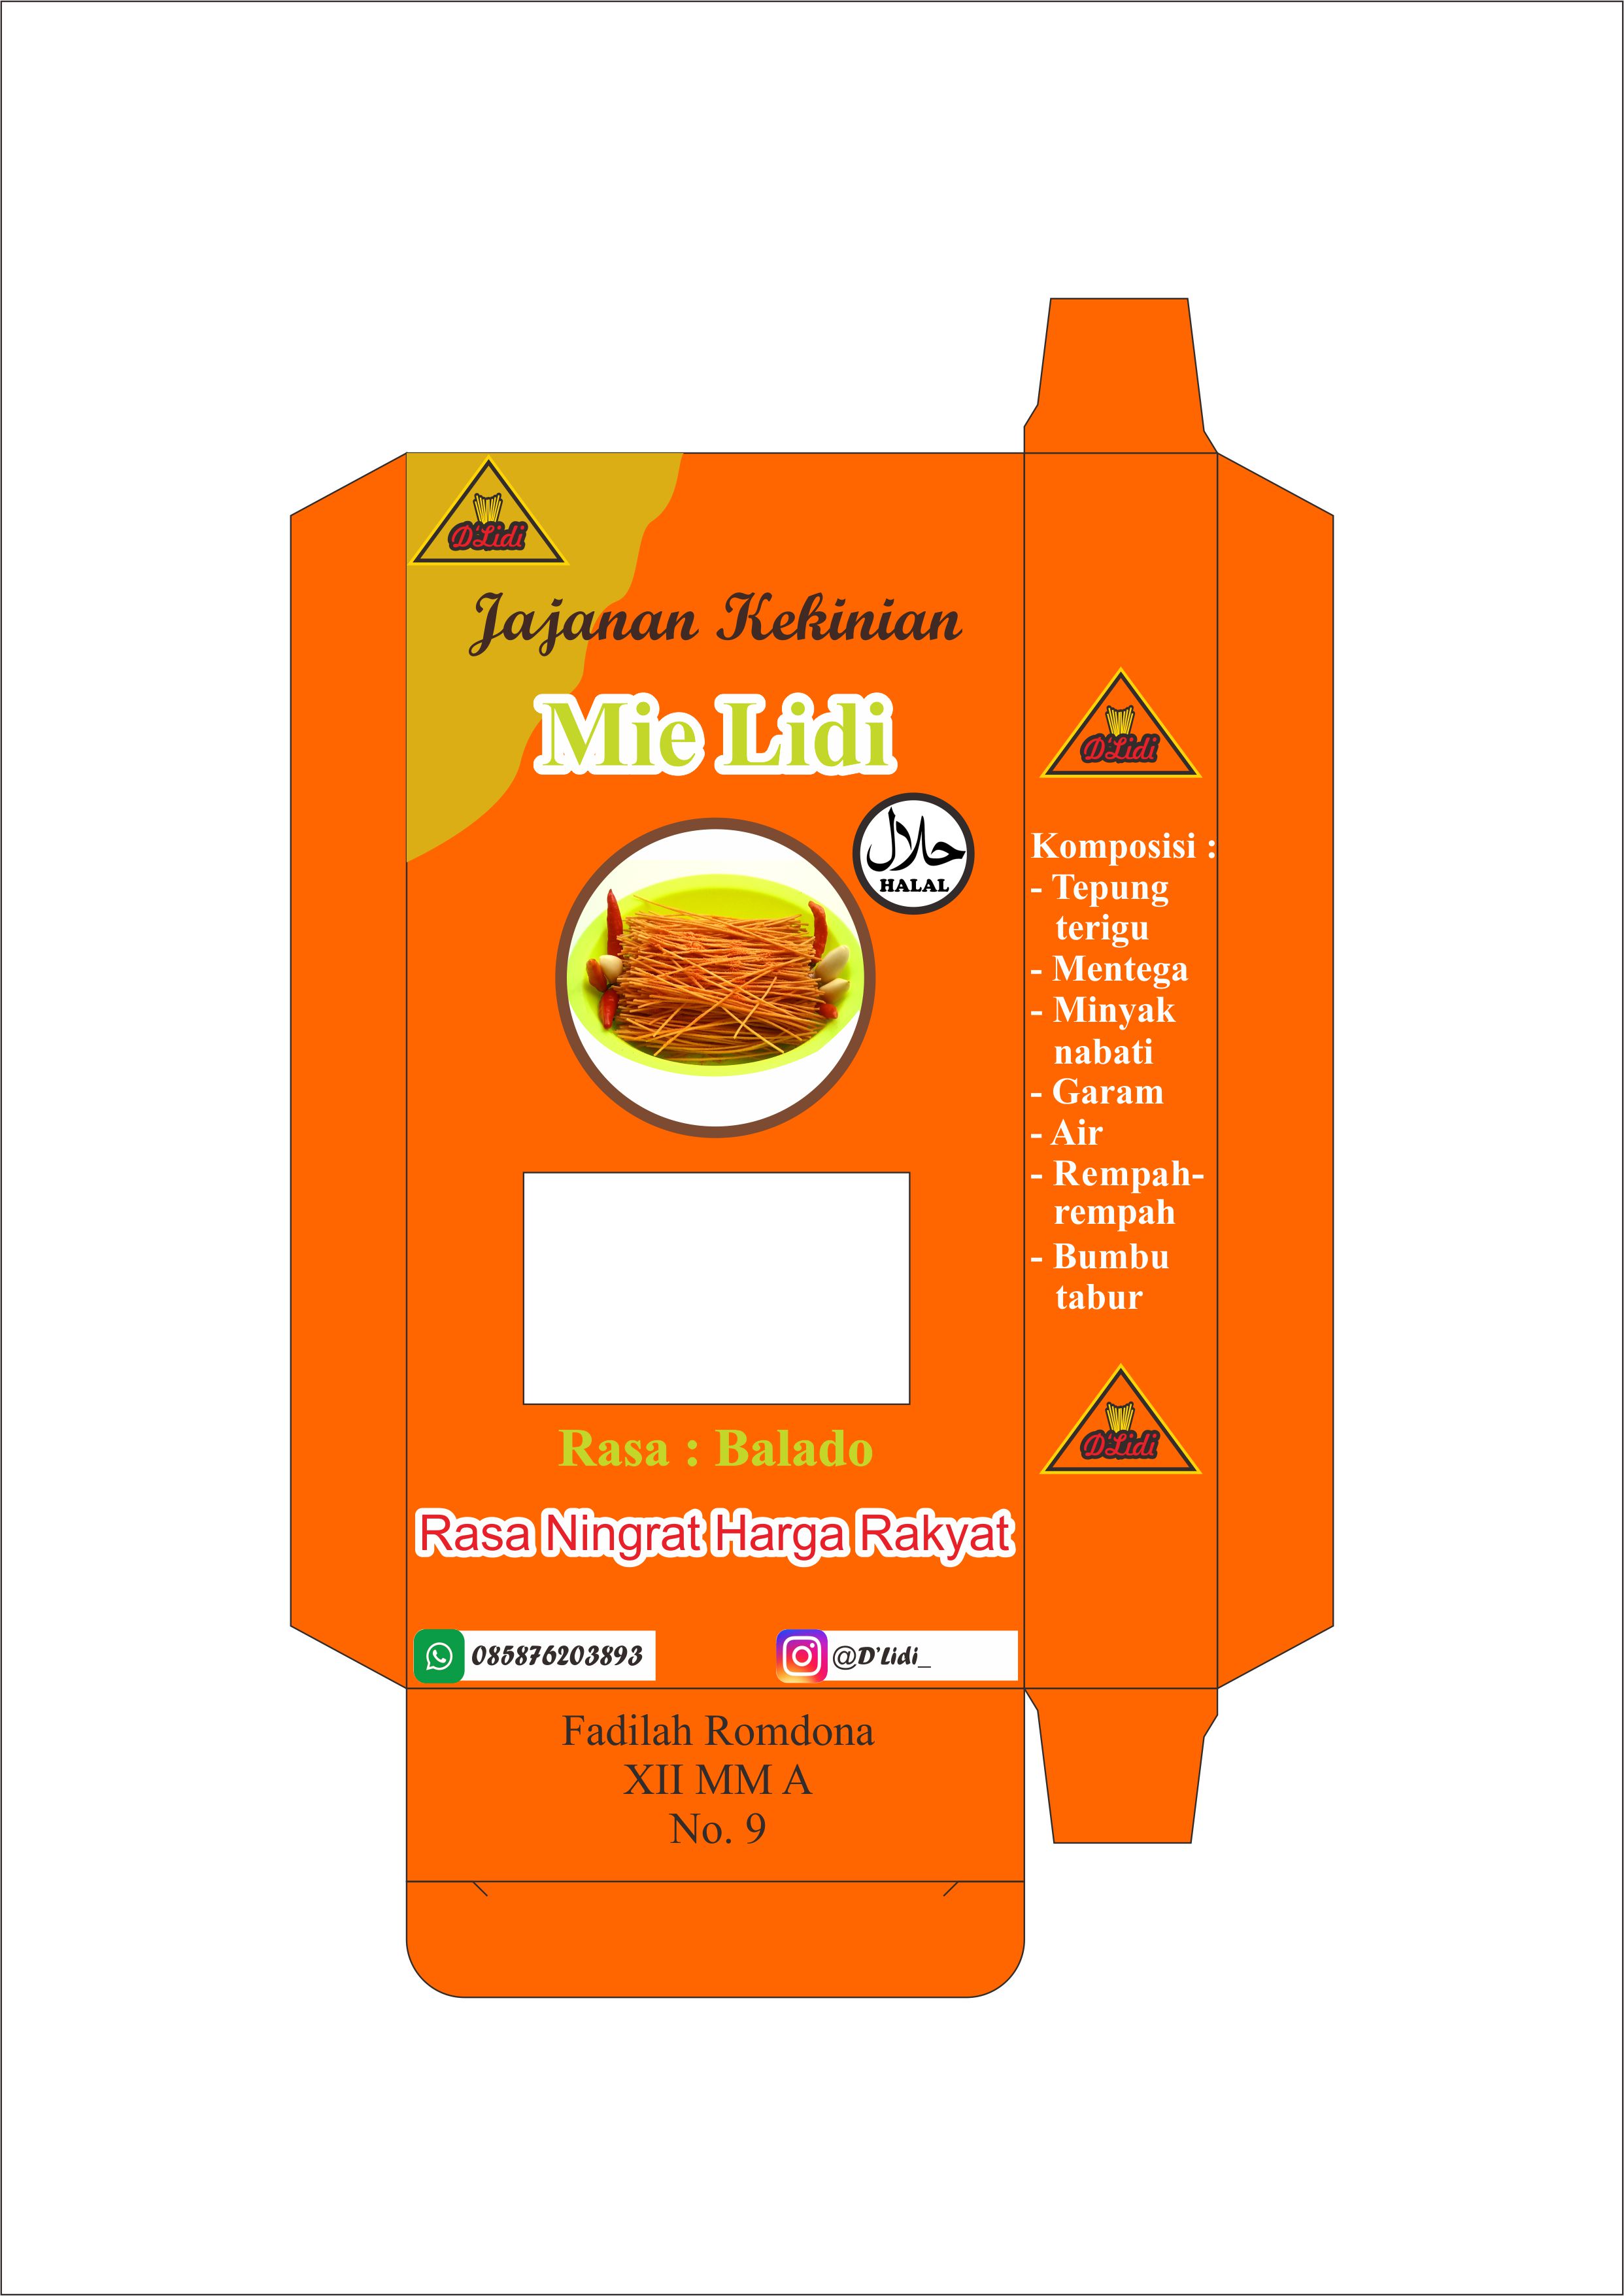 D'Lidi
Jajanan Kekinian
Mie Lidi
حلال
HALAL
Rasa : Balado
Rasa Ningrat Harga Rakyat
085876203893
@D'Lidi_
Fadilah Romdona
XII MM A
No. 9
D'Lidi
Komposisi :
- Tepung
terigu
- Mentega
- Minyak
nabati
- Garam
- Air
- Rempah-
rempah
- Bumbu
tabur
D'Lidi